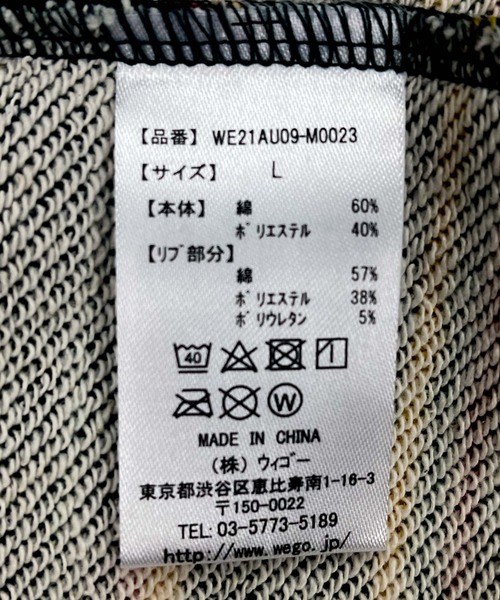 【品番】 WE21AU09-M0023
【サイズ】 L
【本体】 綿 60%
ポリエステル 40%
【リブ部分】
綿 57%
ポリエステル 38%
ポリウレタン 5%
40
W
MADE IN CHINA
(株) ウィゴー
東京都渋谷区恵比寿南1-16-3
〒150-0022
TEL: 03-5773-5189
http://www.wego.jp/